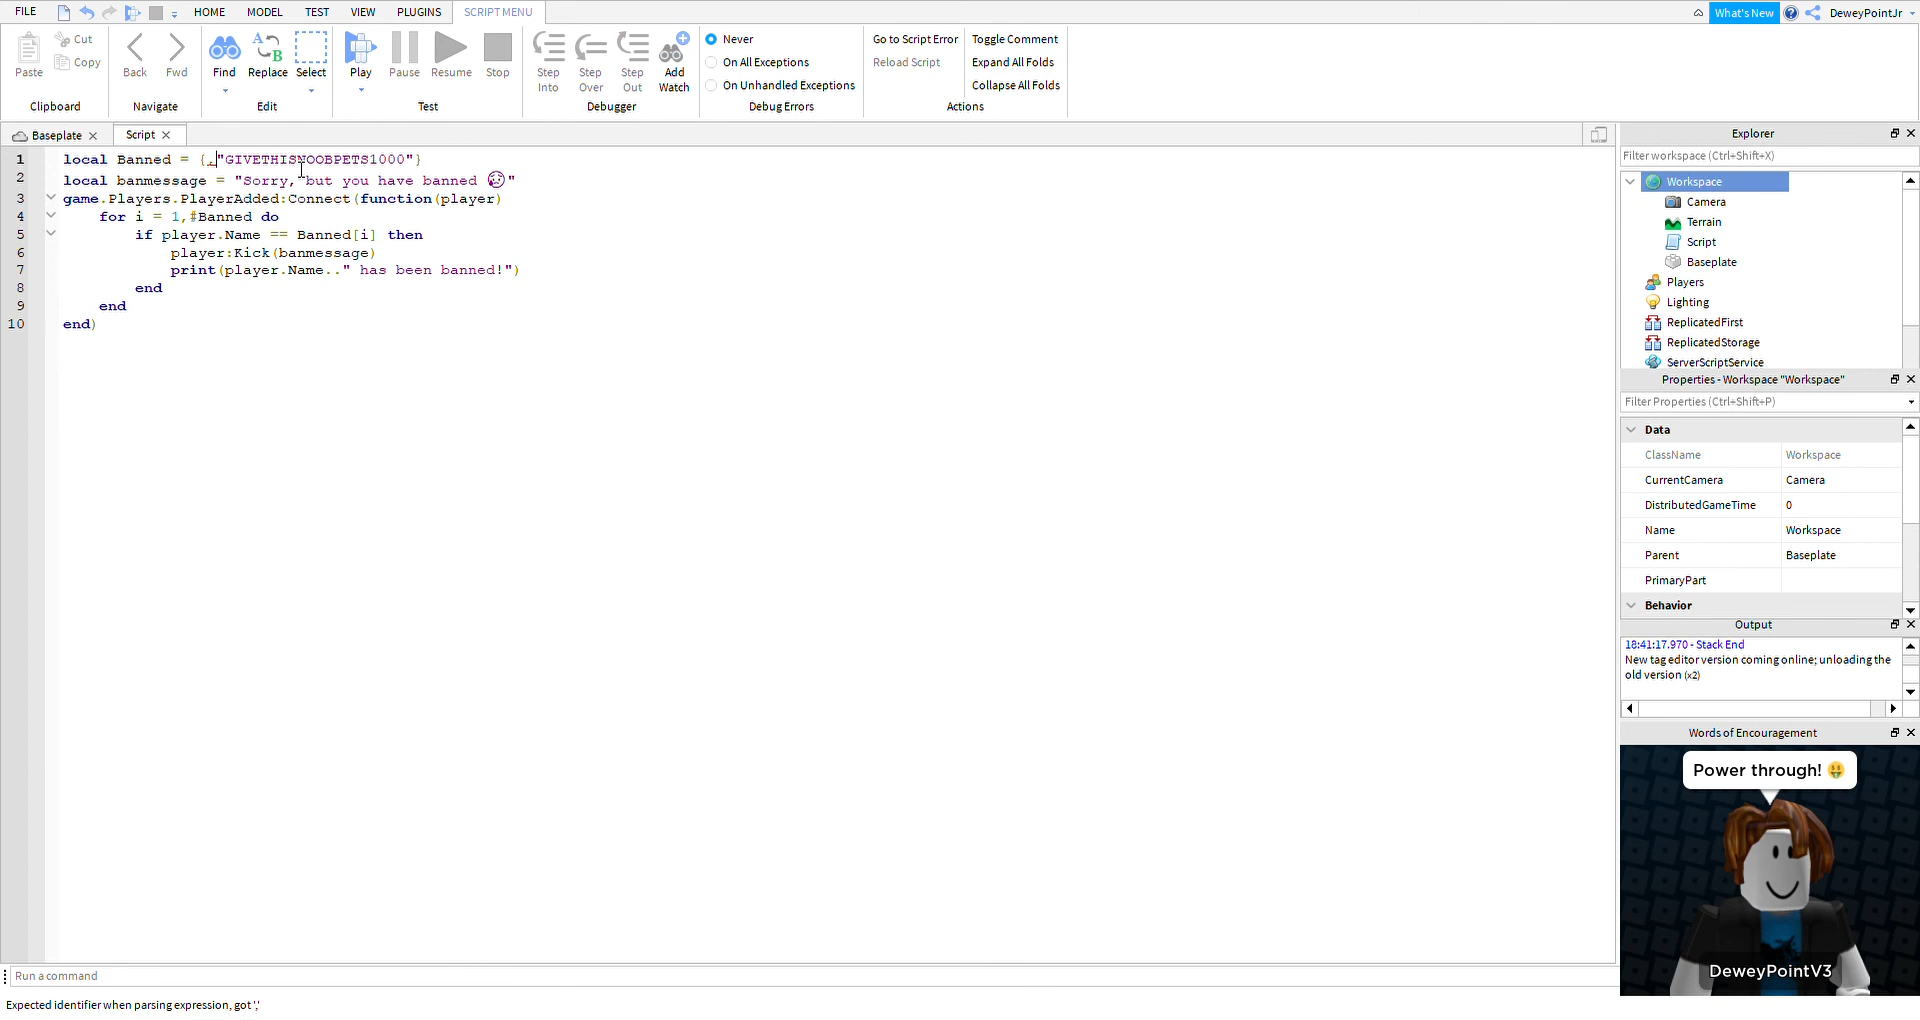 FILE HOME MODEL TEST VIEW PLUGINS SCRIPT MENU What's New DeweyPointJr
Paste Cut Copy
Clipboard
Back Fwd
Navigate
Find Replace Select
Edit
Play Pause Resume Stop
Test
Step Into Step Over Step Out Add Watch
Debugger
Never
On All Exceptions
On Unhandled Exceptions
Debug Errors
Go to Script Error Toggle Comment
Reload Script Expand All Folds
Collapse All Folds
Actions
Baseplate Script
1 local Banned = {,"GIVETHISNOOBPETS1000"}
2 local banmessage = "Sorry, but you have banned 😥"
3 game.Players.PlayerAdded:Connect(function(player)
4 for i = 1,#Banned do
5 if player.Name == Banned[i] then
6 player:Kick(banmessage)
7 print(player.Name.." has been banned!")
8 end
9 end
10 end)
Explorer
Filter workspace (Ctrl+Shift+X)
Workspace
Camera
Terrain
Script
Baseplate
Players
Lighting
ReplicatedFirst
ReplicatedStorage
ServerScriptService
Properties - Workspace "Workspace"
Filter Properties (Ctrl+Shift+P)
Data
ClassName Workspace
CurrentCamera Camera
DistributedGameTime 0
Name Workspace
Parent Baseplate
PrimaryPart
Behavior
Output
18:41:17.970 - Stack End
New tag editor version coming online; unloading the
old version (x2)
Words of Encouragement
Power through! 🤑
DeweyPointV3
Run a command
Expected identifier when parsing expression, got ','